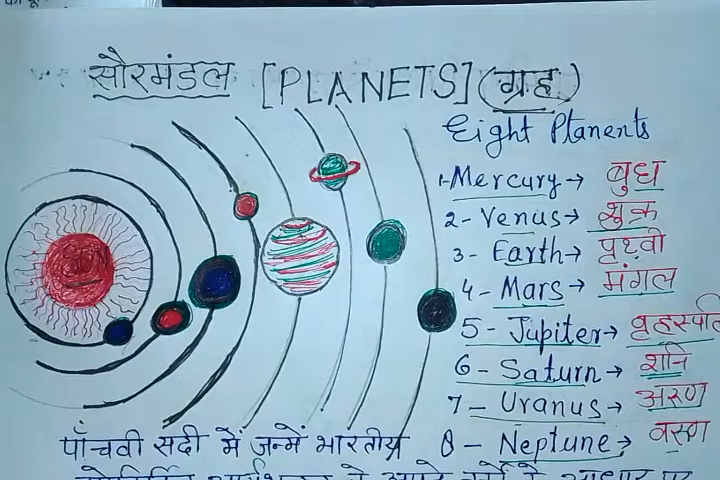 सौरमंडल [PLANETS] (ग्रह)
Eight Planents
1-Mercury→ बुध
2- Venus→ शुक्र
3- Earth→ पृथ्वी
4- Mars→ मंगल
5- Jupiter→ वृहस्पति
6- Saturn→ शनि
7- Uranus→ अरुण
8- Neptune→ वरुण
SUN
पाँचवी सदी में जन्में भारतीय